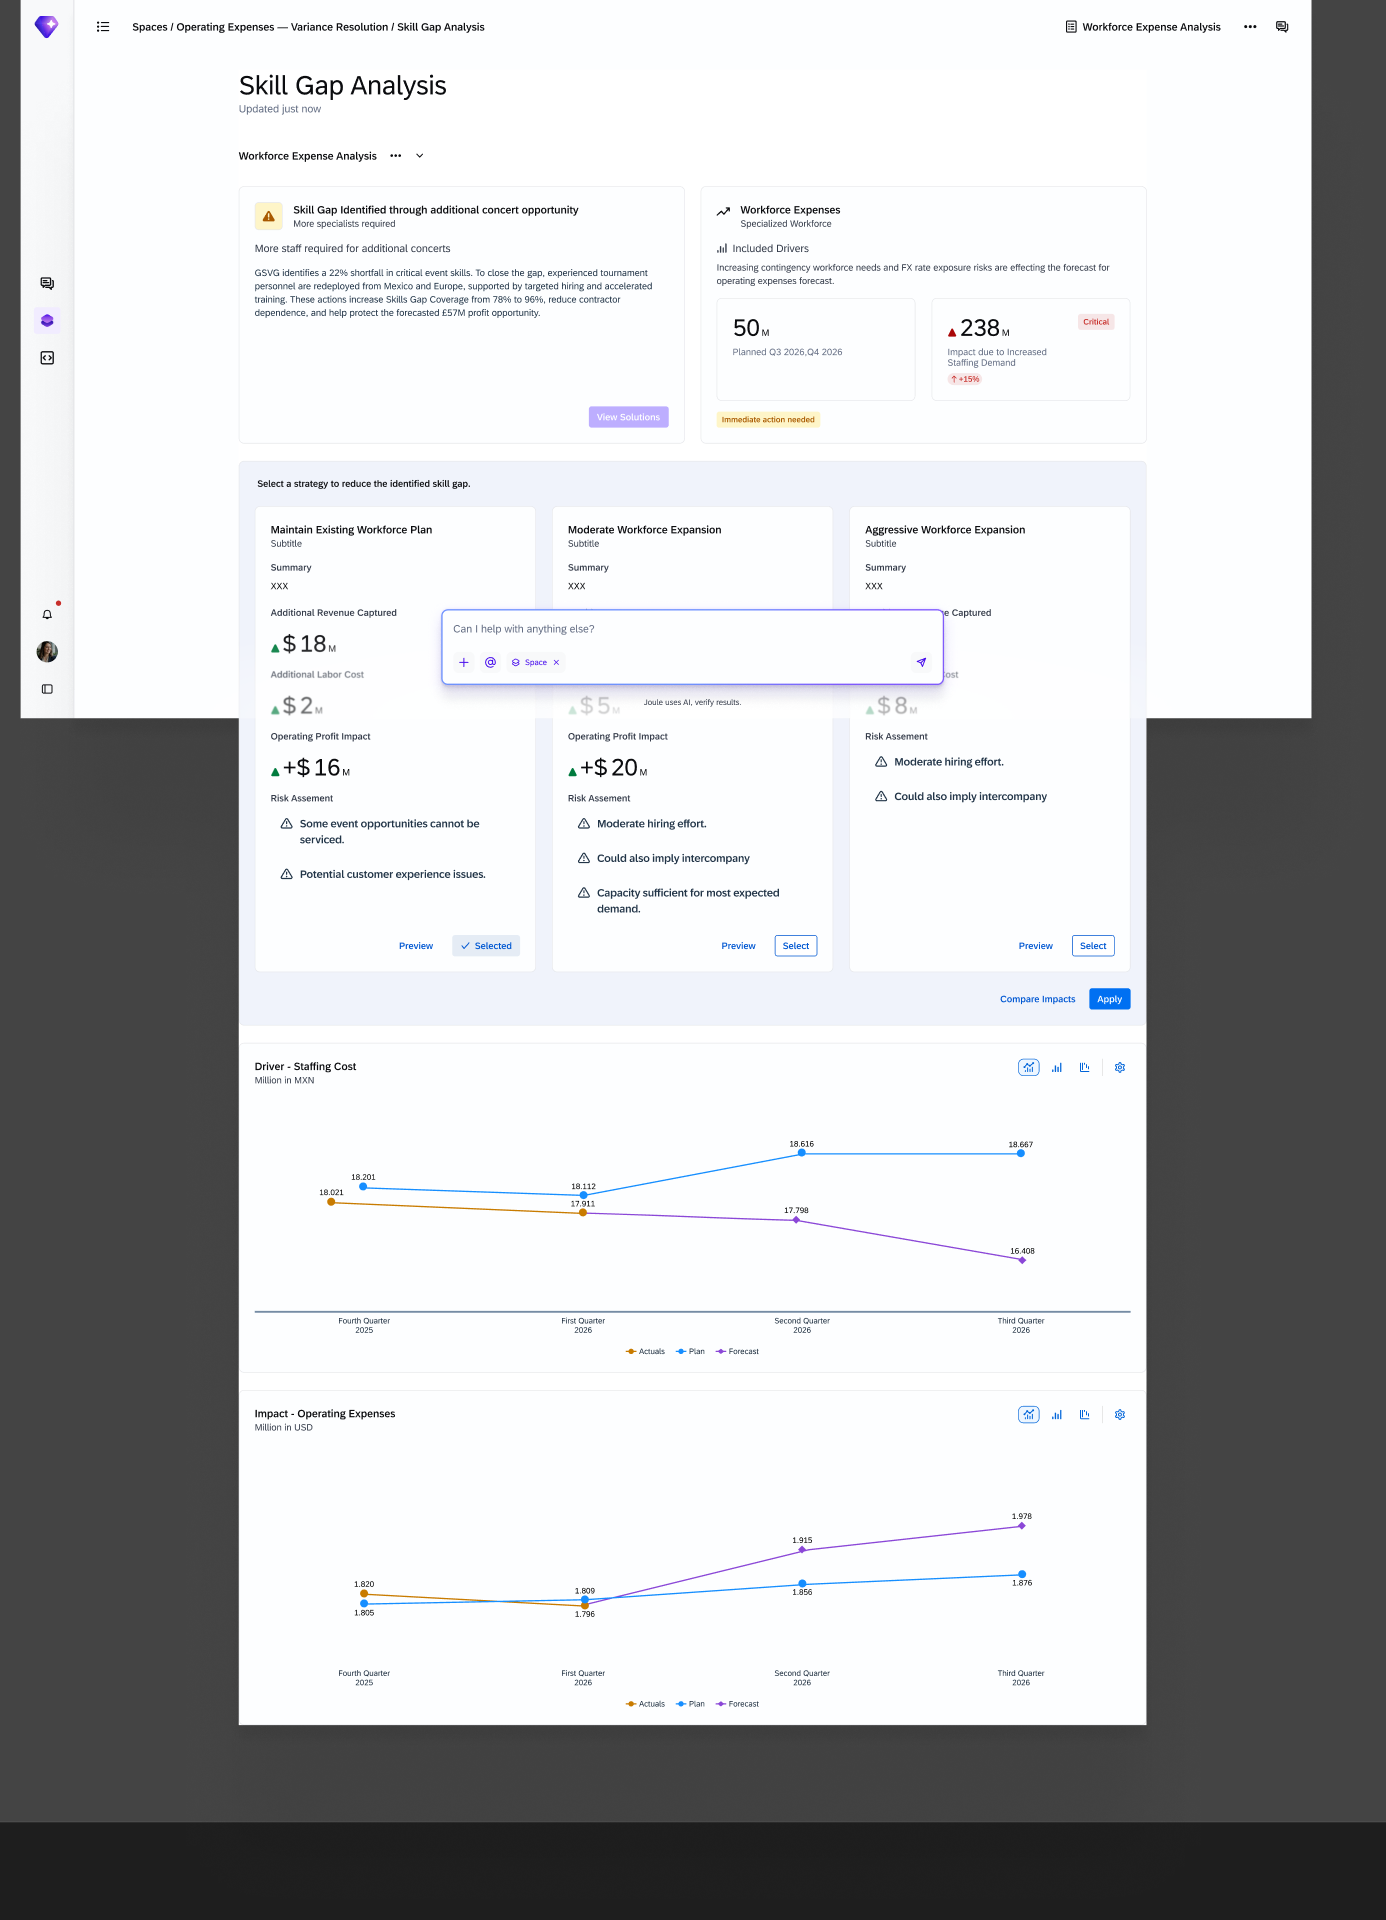 Spaces / Operating Expenses — Variance Resolution / Skill Gap Analysis
Workforce Expense Analysis
Skill Gap Analysis
Updated just now
Workforce Expense Analysis
Skill Gap Identified through additional concert opportunity
More specialists required
More staff required for additional concerts
GSVG identifies a 22% shortfall in critical event skills. To close the gap, experienced tournament
personnel are redeployed from Mexico and Europe, supported by targeted hiring and accelerated
training. These actions increase Skills Gap Coverage from 78% to 96%, reduce contractor
dependence, and help protect the forecasted £57M profit opportunity.
View Solutions
Workforce Expenses
Specialized Workforce
Included Drivers
Increasing contingency workforce needs and FX rate exposure risks are effecting the forecast for
operating expenses forecast.
50 M
Planned Q3 2026,Q4 2026
238 M
Critical
Impact due to Increased
Staffing Demand
+15%
Immediate action needed
Select a strategy to reduce the identified skill gap.
Maintain Existing Workforce Plan
Subtitle
Summary
XXX
Additional Revenue Captured
$ 18 M
Additional Labor Cost
$ 2 M
Operating Profit Impact
+$ 16 M
Risk Assement
Some event opportunities cannot be
serviced.
Potential customer experience issues.
Preview
Selected
Moderate Workforce Expansion
Subtitle
Summary
XXX
$ 5 M
Operating Profit Impact
+$ 20 M
Risk Assement
Moderate hiring effort.
Could also imply intercompany
Capacity sufficient for most expected
demand.
Preview
Select
Aggressive Workforce Expansion
Subtitle
Summary
XXX
e Captured
ost
$ 8 M
Risk Assement
Moderate hiring effort.
Could also imply intercompany
Preview
Select
Can I help with anything else?
Space
Joule uses AI, verify results.
Compare Impacts
Apply
Driver - Staffing Cost
Million in MXN
18.616
18.667
18.201
18.021
18.112
17.911
17.798
16.408
Fourth Quarter
2025
First Quarter
2026
Second Quarter
2026
Third Quarter
2026
Actuals
Plan
Forecast
Impact - Operating Expenses
Million in USD
1.978
1.915
1.820
1.809
1.876
1.856
1.805
1.796
Fourth Quarter
2025
First Quarter
2026
Second Quarter
2026
Third Quarter
2026
Actuals
Plan
Forecast